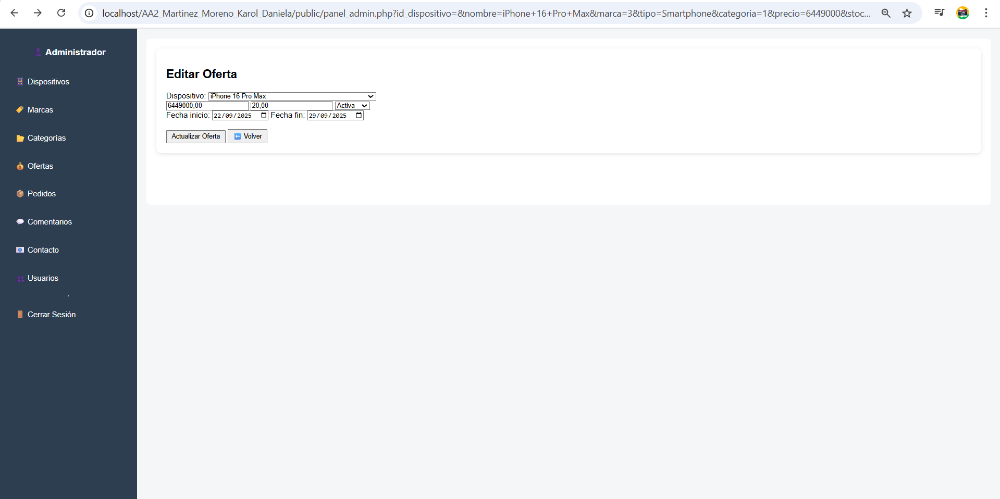 localhost/AA2_Martinez_Moreno_Karol_Daniela/public/panel_admin.php?id_dispositivo=&nombre=iPhone+16+Pro+Max&marca=3&tipo=Smartphone&categoria=1&precio=6449000&stoc...
Administrador
Dispositivos
Marcas
Categorías
Ofertas
Pedidos
Comentarios
Contacto
Usuarios
Cerrar Sesión
Editar Oferta
Dispositivo: iPhone 16 Pro Max
6449000,00 20,00 Activa
Fecha inicio: 22/09/2025 Fecha fin: 29/09/2025
Actualizar Oferta Volver